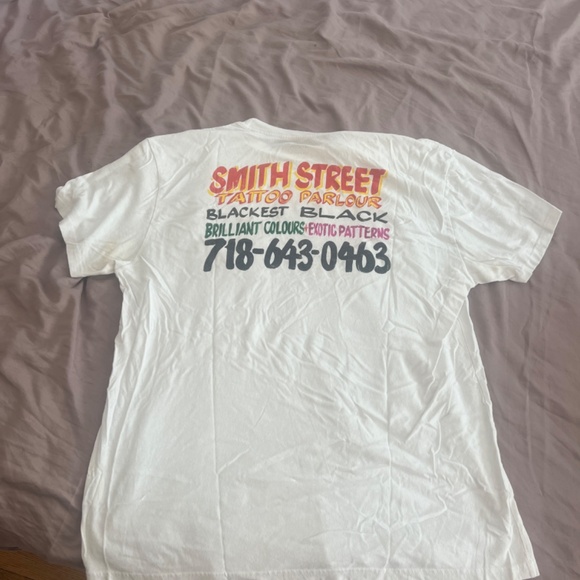 SMITH STREET
TATTOO PARLOUR
BLACKEST BLACK
BRILLIANT COLOURS + EXOTIC PATTERNS
718-643-0463